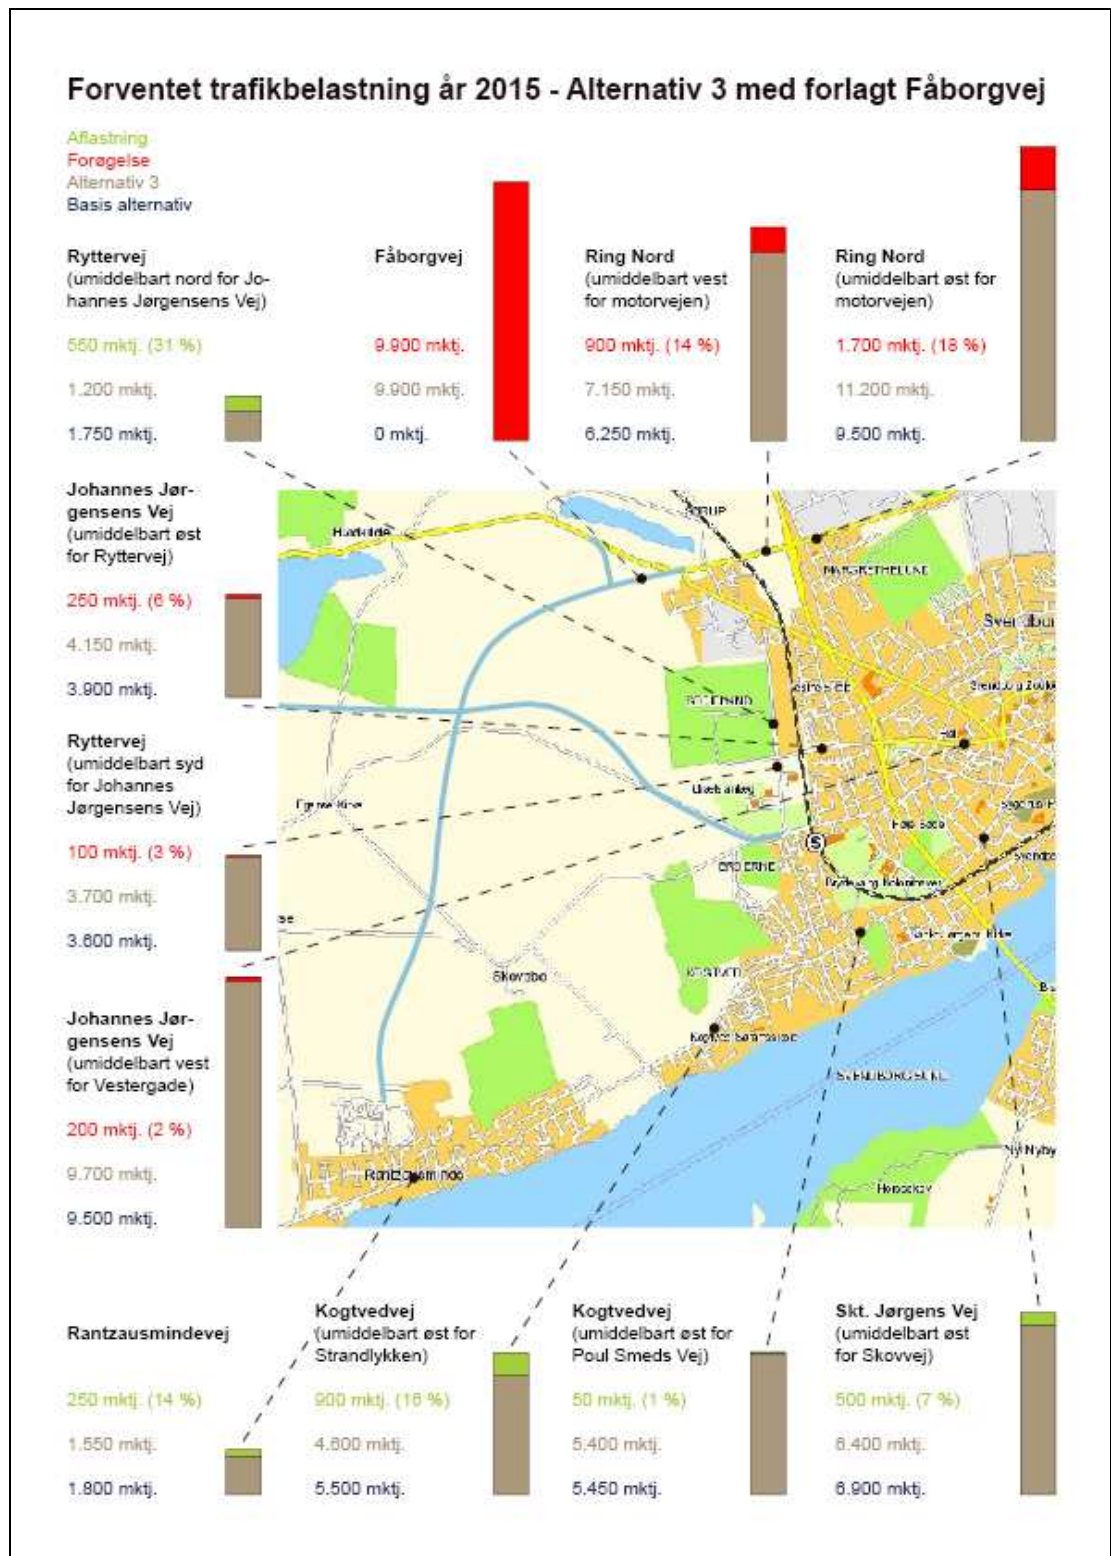 Forventet trafikbelastning år 2015 - Alternativ 3 med forlagt Fåborgvej
Aflastning
Forøgelse
Alternativ 3
Basis alternativ
Ryttervej
(umiddelbart nord for Jo-
hannes Jørgensens Vej)
550 mktj. (31 %)
1.200 mktj.
1.750 mktj.
Fåborgvej
9.900 mktj.
9.900 mktj.
0 mktj.
Ring Nord
(umiddelbart vest
for motorvejen)
900 mktj. (14 %)
7.150 mktj.
6.250 mktj.
Ring Nord
(umiddelbart øst for
motorvejen)
1.700 mktj. (18 %)
11.200 mktj.
9.500 mktj.
Johannes Jør-
gensens Vej
(umiddelbart øst
for Ryttervej)
250 mktj. (6 %)
4.150 mktj.
3.900 mktj.
Ryttervej
(umiddelbart syd
for Johannes
Jørgensens Vej)
100 mktj. (3 %)
3.700 mktj.
3.600 mktj.
Johannes Jør-
gensens Vej
(umiddelbart vest
for Vestergade)
200 mktj. (2 %)
9.700 mktj.
9.500 mktj.
MARGRETHELUND
Egense Kirke
BROERNE
Skovsbo
SVENDBORG SUND
Rantzausminde
Rantzausmindevej
250 mktj. (14 %)
1.550 mktj.
1.800 mktj.
Kogtvedvej
(umiddelbart øst for
Strandlykken)
900 mktj. (16 %)
4.600 mktj.
5.500 mktj.
Kogtvedvej
(umiddelbart øst for
Poul Smeds Vej)
50 mktj. (1 %)
5.400 mktj.
5.450 mktj.
Skt. Jørgens Vej
(umiddelbart øst
for Skovvej)
500 mktj. (7 %)
6.400 mktj.
6.900 mktj.